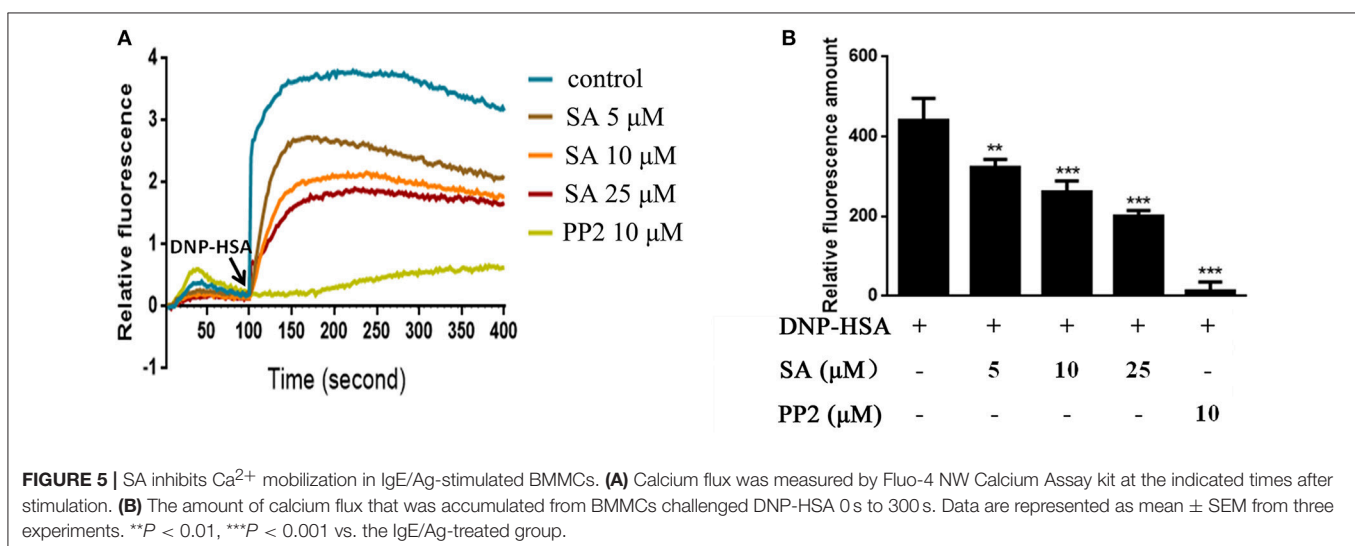 A
Relative fluorescence
4
3
2
1
0
-1
DNP-HSA
50 100 150 200 250 300 350 400
Time (second)
control
SA 5 μM
SA 10 μM
SA 25 μM
PP2 10 μM
B
Relative fluorescence amount
600
400
200
0
** *** *** ***
DNP-HSA + + + + +
SA (μM) - 5 10 25 -
PP2 (μM) - - - - 10
FIGURE 5 | SA inhibits Ca2+ mobilization in IgE/Ag-stimulated BMMCs. (A) Calcium flux was measured by Fluo-4 NW Calcium Assay kit at the indicated times after
stimulation. (B) The amount of calcium flux that was accumulated from BMMCs challenged DNP-HSA 0 s to 300 s. Data are represented as mean ± SEM from three
experiments. **P < 0.01, ***P < 0.001 vs. the IgE/Ag-treated group.